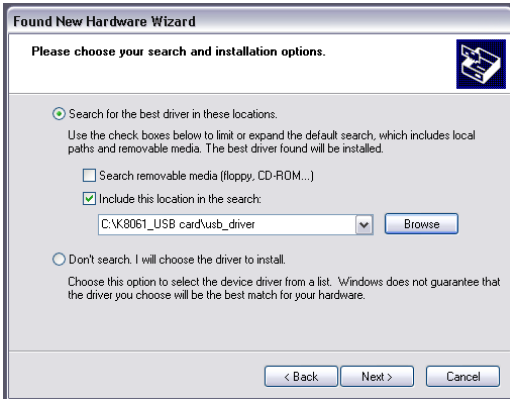 Found New Hardware Wizard
Please choose your search and installation options.
Search for the best driver in these locations.
Use the check boxes below to limit or expand the default search, which includes local
paths and removable media. The best driver found will be installed.
Search removable media (floppy, CD-ROM...)
Include this location in the search:
C:\K8061_USB card\usb_driver
Browse
Don't search. I will choose the driver to install.
Choose this option to select the device driver from a list. Windows does not guarantee that
the driver you choose will be the best match for your hardware.
< Back
Next >
Cancel